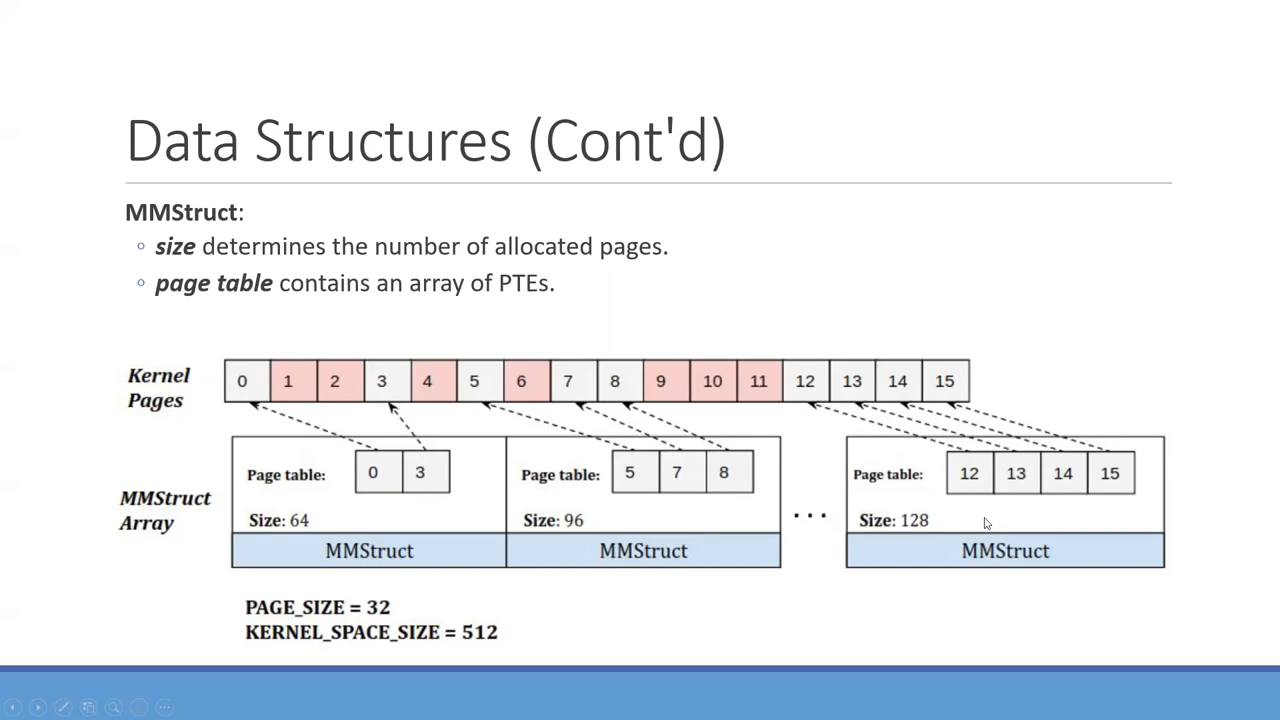 Data Structures (Cont'd)
MMStruct:
◦ size determines the number of allocated pages.
◦ page table contains an array of PTEs.
Kernel Pages
0 1 2 3 4 5 6 7 8 9 10 11 12 13 14 15
MMStruct Array
Page table: 0 3
Size: 64
MMStruct
Page table: 5 7 8
Size: 96
MMStruct
...
Page table: 12 13 14 15
Size: 128
MMStruct
PAGE_SIZE = 32
KERNEL_SPACE_SIZE = 512